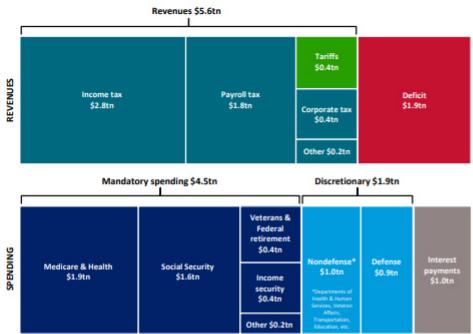 Revenues $5.6tn
REVENUES
Income tax
$2.8tn
Payroll tax
$1.8tn
Tariffs
$0.4tn
Corporate tax
$0.4tn
Other $0.2tn
Deficit
$1.9tn
Mandatory spending $4.5tn
Discretionary $1.9tn
SPENDING
Medicare & Health
$1.9tn
Social Security
$1.6tn
Veterans &
Federal
retirement
$0.4tn
Income
security
$0.4tn
Other $0.2tn
Nondefense*
$1.0tn
*Departments of
Health & Human
Services, Veteran
Affairs,
Transportation,
Education, etc.
Defense
$0.9tn
Interest
payments
$1.0tn